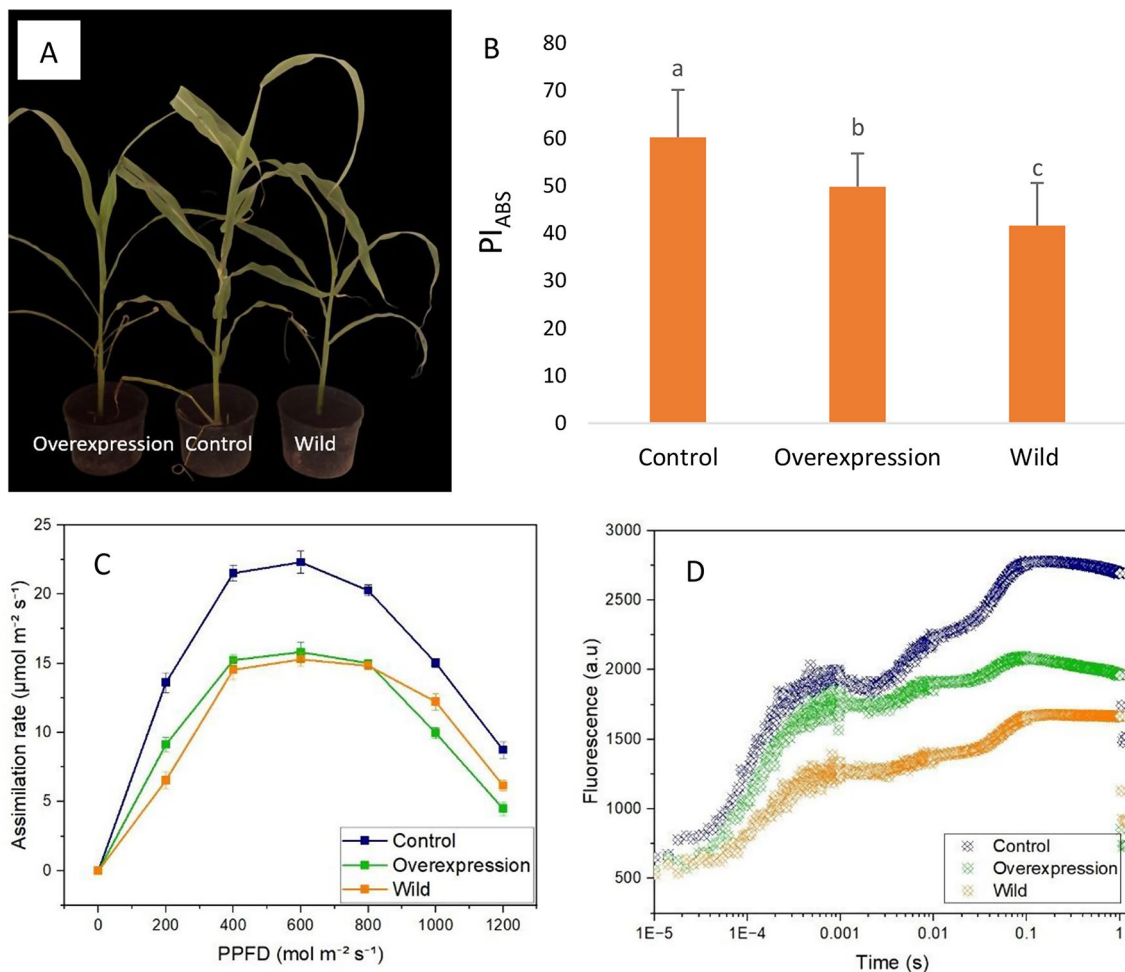 A
Overexpression Control Wild
B
80
70
60
50
40
30
20
10
0
PI_ABS
a
b
c
Control Overexpression Wild
C
25
20
15
10
5
0
Assimilation rate (µmol m⁻² s⁻¹)
0 200 400 600 800 1000 1200
PPFD (mol m⁻² s⁻¹)
Control
Overexpression
Wild
D
3000
2500
2000
1500
1000
500
Fluorescence (a.u)
1E-5 1E-4 0.001 0.01 0.1 1
Time (s)
Control
Overexpression
Wild